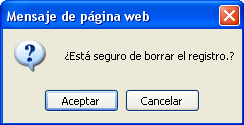 Mensaje de página web
¿Está seguro de borrar el registro.?
Aceptar
Cancelar